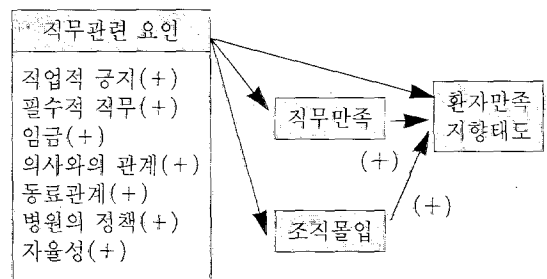 직무관련 요인
직업적 긍지(+)
필수적 직무(+)
임금(+)
의사와의 관계(+)
동료관계(+)
병원의 정책(+)
자율성(+)
직무만족
(+)
조직몰입
(+)
환자만족
지향태도